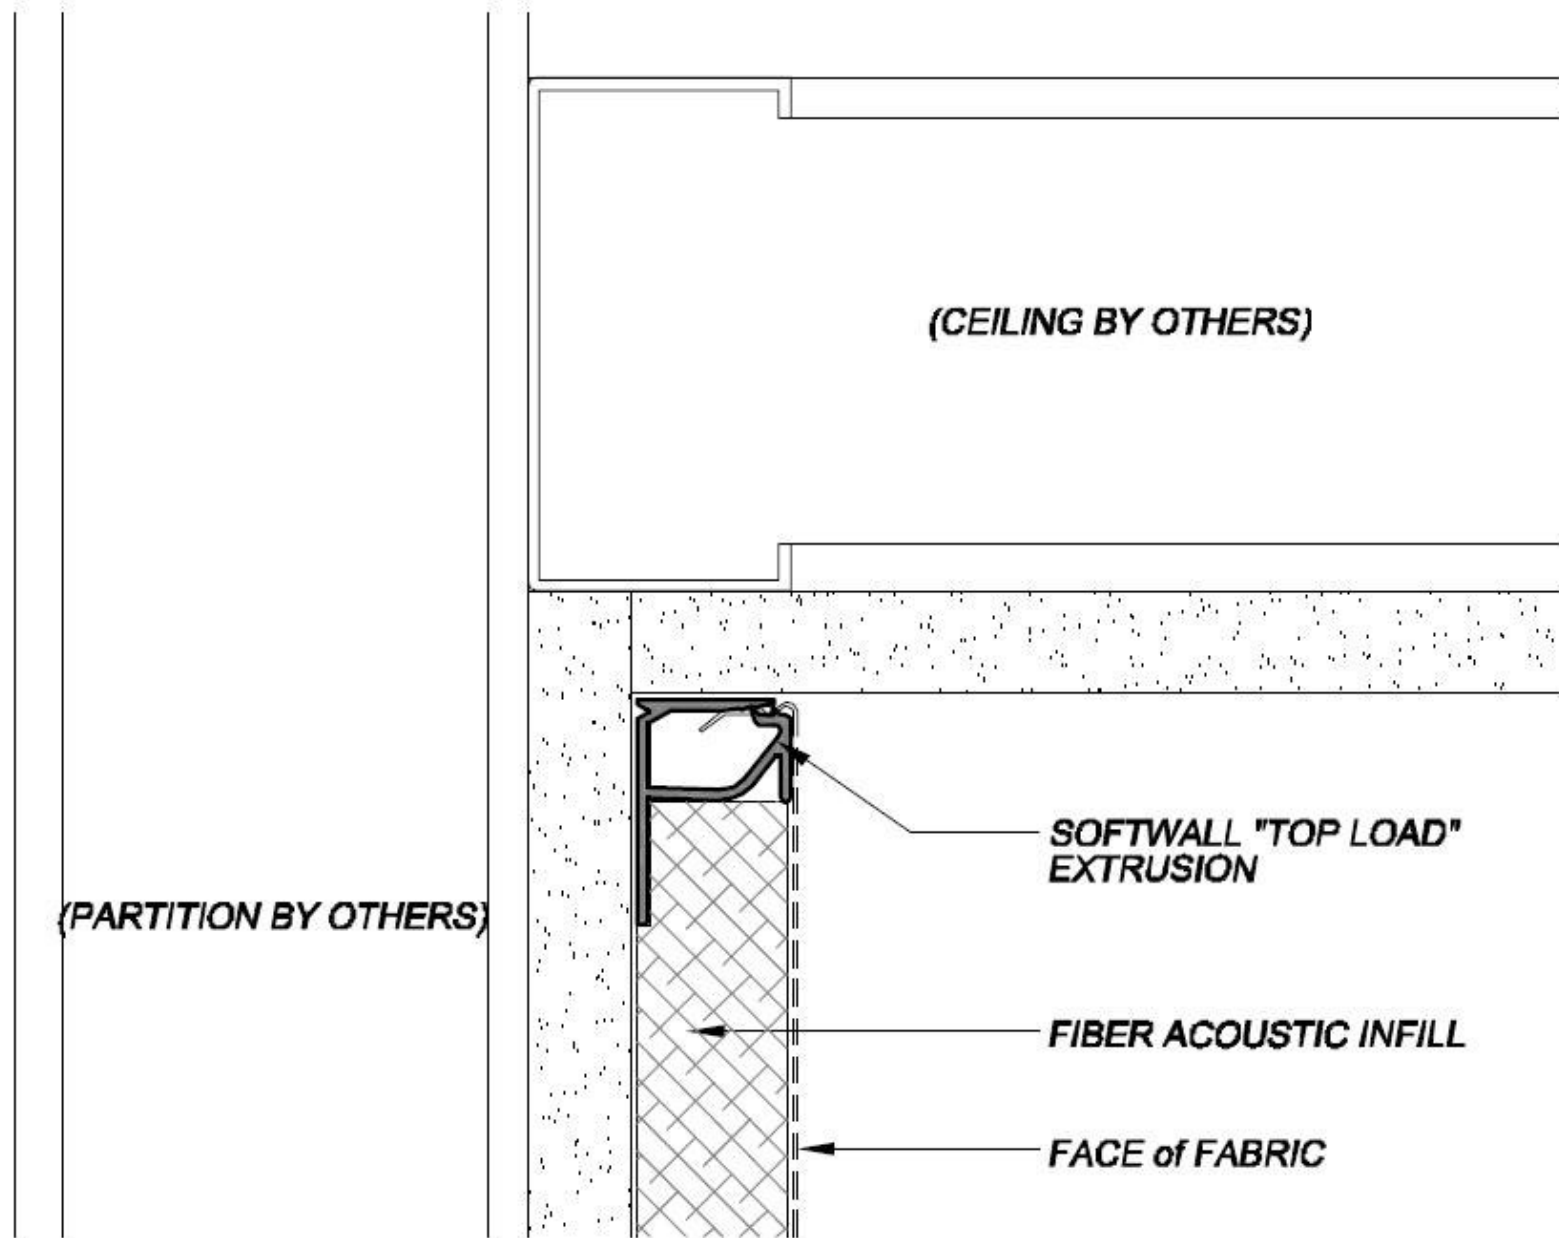 (CEILING BY OTHERS)
SOFTWALL "TOP LOAD"
EXTRUSION
(PARTITION BY OTHERS)
FIBER ACOUSTIC INFILL
FACE of FABRIC